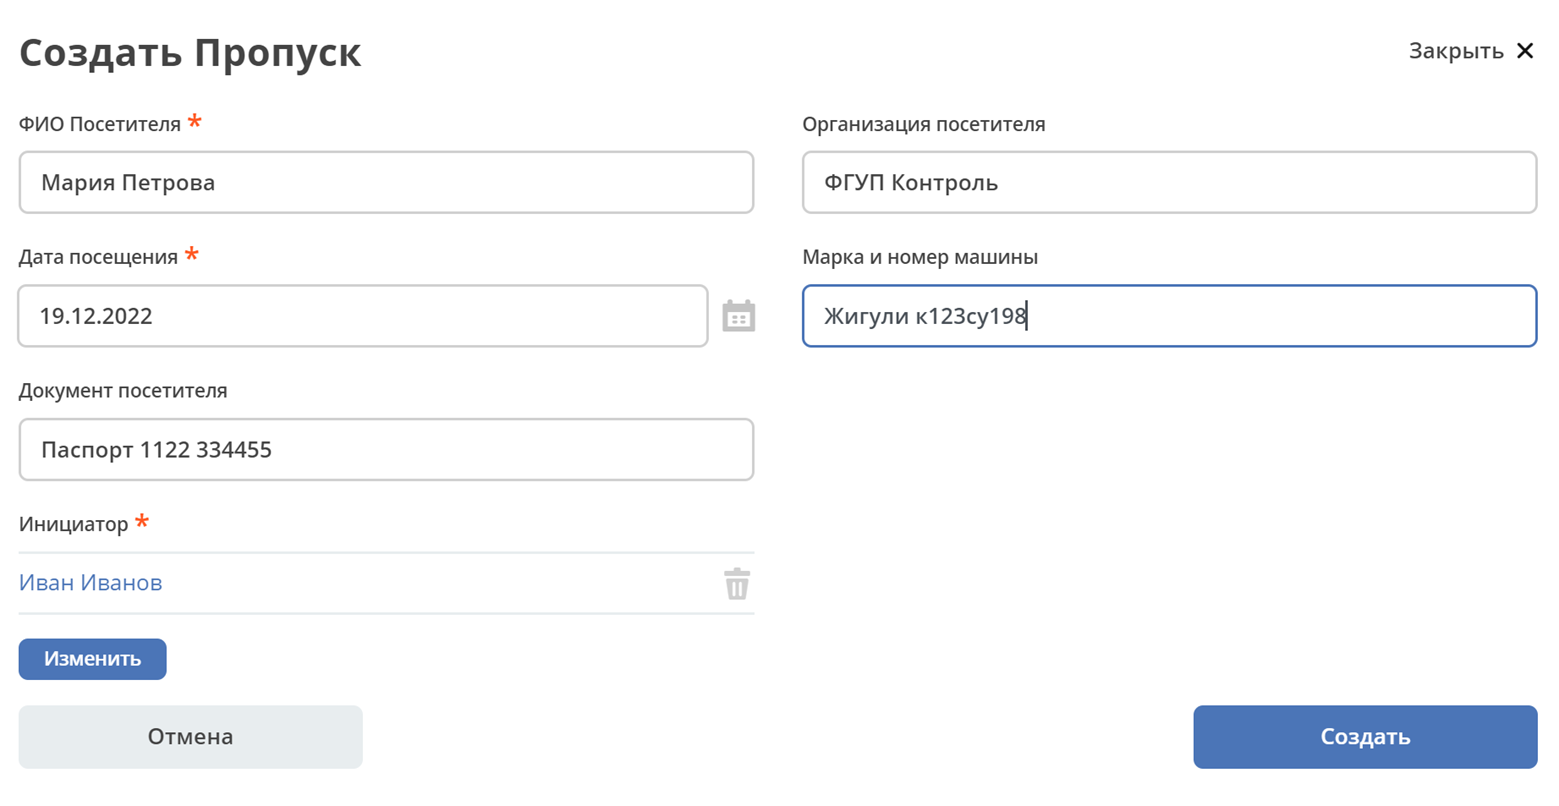 Создать Пропуск
Закрыть ×
ФИО Посетителя *
Мария Петрова
Организация посетителя
ФГУП Контроль
Дата посещения *
19.12.2022
Марка и номер машины
Жигули к123су198
Документ посетителя
Паспорт 1122 334455
Инициатор *
Иван Иванов
Изменить
Отмена
Создать